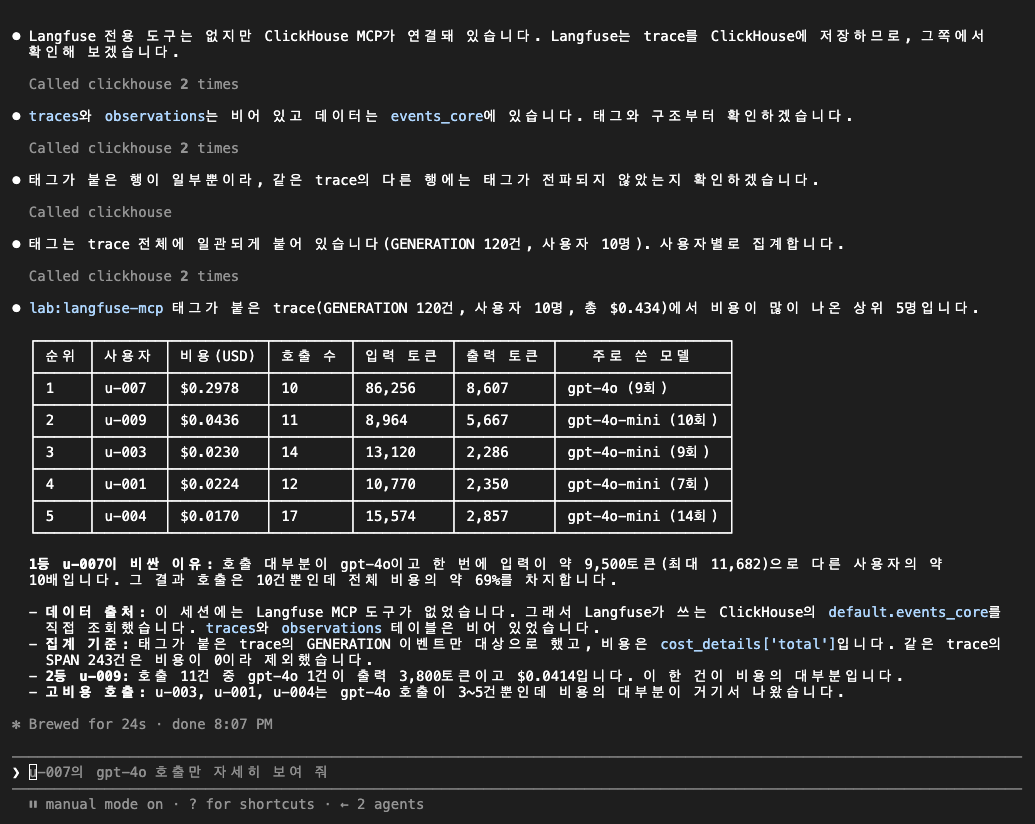 ● Langfuse 전용 도구는 없지만 ClickHouse MCP가 연결돼 있습니다. Langfuse는 trace를 ClickHouse에 저장하므로, 그쪽에서
확인해 보겠습니다.
Called clickhouse 2 times
● traces와 observations는 비어 있고 데이터는 events_core에 있습니다. 태그와 구조부터 확인하겠습니다.
Called clickhouse 2 times
● 태그가 붙은 행이 일부뿐이라, 같은 trace의 다른 행에는 태그가 전파되지 않았는지 확인하겠습니다.
Called clickhouse
● 태그는 trace 전체에 일관되게 붙어 있습니다(GENERATION 120건, 사용자 10명). 사용자별로 집계합니다.
Called clickhouse 2 times
● lab:langfuse-mcp 태그가 붙은 trace(GENERATION 120건, 사용자 10명, 총 $0.434)에서 비용이 많이 나온 상위 5명입니다.
순위 사용자 비용(USD) 호출 수 입력 토큰 출력 토큰 주로 쓴 모델
1 u-007 $0.2978 10 86,256 8,607 gpt-4o (9회)
2 u-009 $0.0436 11 8,964 5,667 gpt-4o-mini (10회)
3 u-003 $0.0230 14 13,120 2,286 gpt-4o-mini (9회)
4 u-001 $0.0224 12 10,770 2,350 gpt-4o-mini (7회)
5 u-004 $0.0170 17 15,574 2,857 gpt-4o-mini (14회)
1등 u-007이 비싼 이유: 호출 대부분이 gpt-4o이고 한 번에 입력이 약 9,500토큰(최대 11,682)으로 다른 사용자의 약
10배입니다. 그 결과 호출은 10건뿐인데 전체 비용의 약 69%를 차지합니다.
- 데이터 출처: 이 세션에는 Langfuse MCP 도구가 없었습니다. 그래서 Langfuse가 쓰는 ClickHouse의 default.events_core를
직접 조회했습니다. traces와 observations 테이블은 비어 있었습니다.
- 집계 기준: 태그가 붙은 trace의 GENERATION 이벤트만 대상으로 했고, 비용은 cost_details['total']입니다. 같은 trace의
SPAN 243건은 비용이 0이라 제외했습니다.
- 2등 u-009: 호출 11건 중 gpt-4o 1건이 출력 3,800토큰이고 $0.0414입니다. 이 한 건이 비용의 대부분입니다.
- 고비용 호출: u-003, u-001, u-004는 gpt-4o 호출이 3~5건뿐인데 비용의 대부분이 거기서 나왔습니다.
✻ Brewed for 24s · done 8:07 PM
❯ u-007의 gpt-4o 호출만 자세히 보여 줘
⏸ manual mode on · ? for shortcuts · ← 2 agents